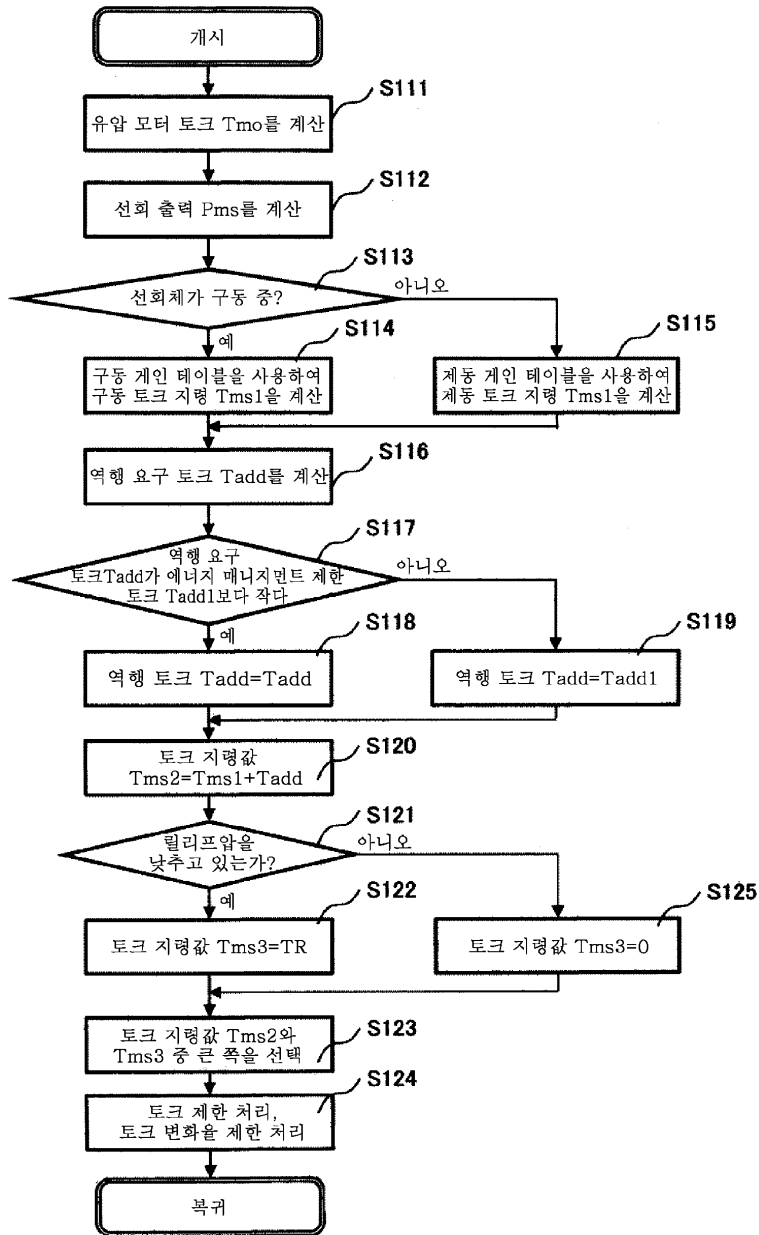 개시
S111
유압 모터 토크 Tmo를 계산
S112
선회 출력 Pms를 계산
S113
선회체가 구동 중?
아니오
예
S114
구동 게인 테이블을 사용하여
구동 토크 지령 Tms1을 계산
S115
제동 게인 테이블을 사용하여
제동 토크 지령 Tms1을 계산
S116
역행 요구 토크 Tadd를 계산
S117
역행 요구
토크Tadd가 에너지 매니지먼트 제한
토크 Tadd1보다 작다
아니오
예
S118
역행 토크 Tadd=Tadd
S119
역행 토크 Tadd=Tadd1
S120
토크 지령값
Tms2=Tms1+Tadd
S121
릴리프압을
낮추고 있는가?
아니오
예
S122
토크 지령값 Tms3=TR
S125
토크 지령값 Tms3=0
S123
토크 지령값 Tms2와
Tms3 중 큰 쪽을 선택
S124
토크 제한 처리,
토크 변화율 제한 처리
복귀